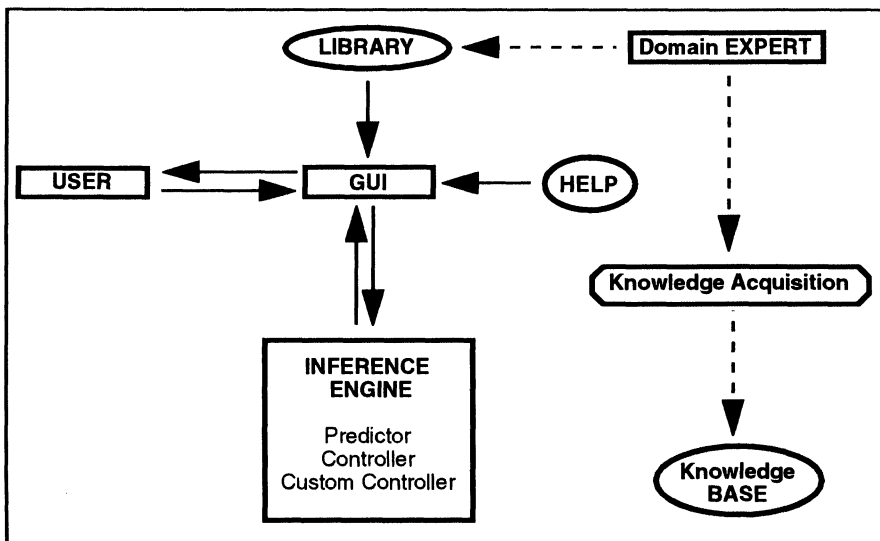 LIBRARY
Domain EXPERT
USER
GUI
HELP
Knowledge Acquisition
INFERENCE
ENGINE
Predictor
Controller
Custom Controller
Knowledge
BASE